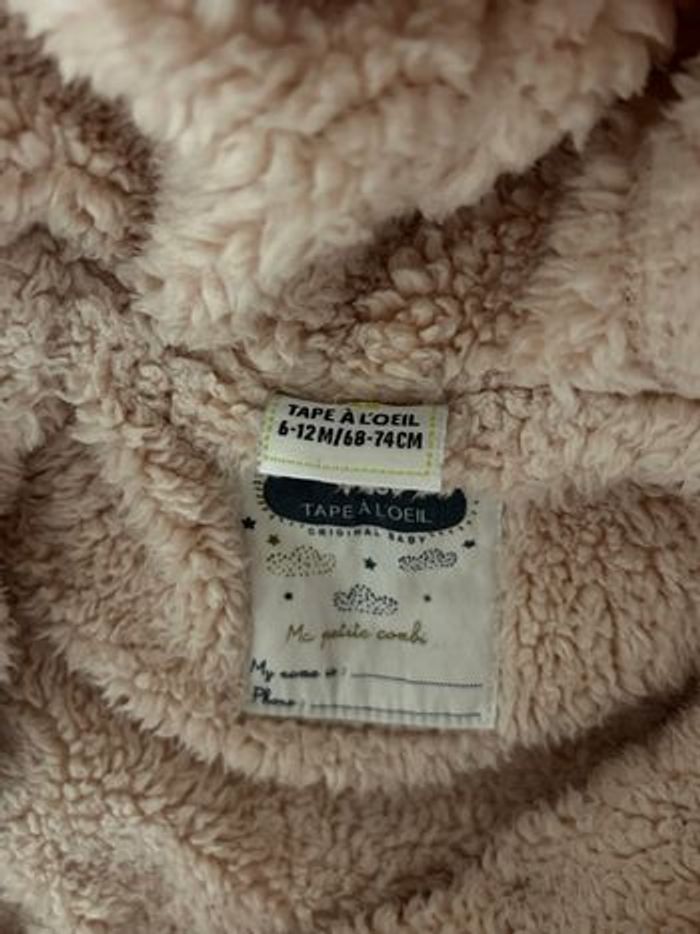 TAPE À L'OEIL
6-12M/68-74CM
TAPE À L'OEIL
ORIGINAL BABY
Ma petite combi
My name is :
Phone :